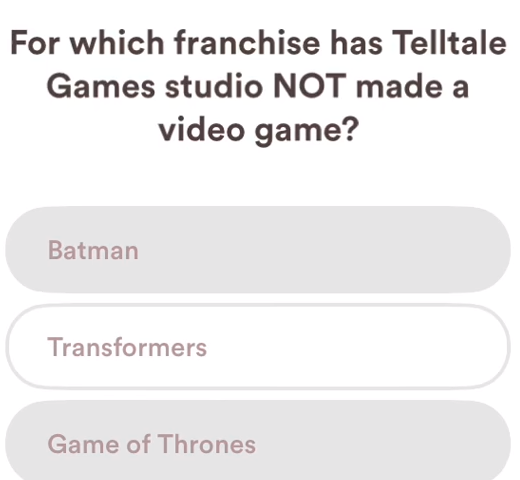 For which franchise has Telltale
Games studio NOT made a
video game?
Batman
Transformers
Game of Thrones